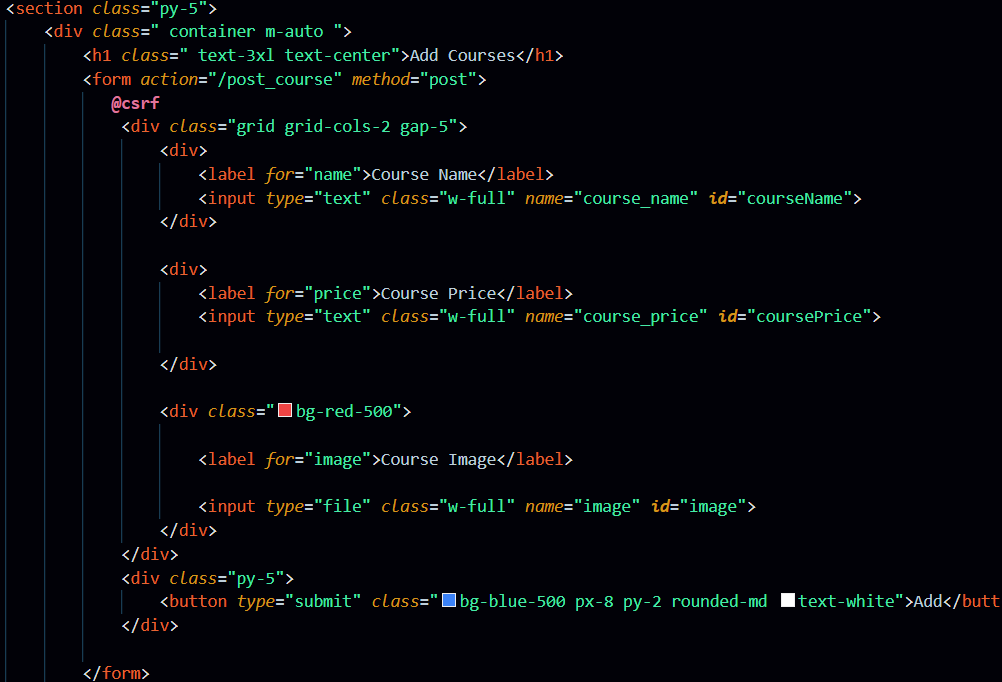 <section class="py-5">
<div class=" container m-auto ">
<h1 class=" text-3xl text-center">Add Courses</h1>
<form action="/post_course" method="post">
@csrf
<div class="grid grid-cols-2 gap-5">
<div>
<label for="name">Course Name</label>
<input type="text" class="w-full" name="course_name" id="courseName">
</div>
<div>
<label for="price">Course Price</label>
<input type="text" class="w-full" name="course_price" id="coursePrice">
</div>
<div class="bg-red-500">
<label for="image">Course Image</label>
<input type="file" class="w-full" name="image" id="image">
</div>
</div>
<div class="py-5">
<button type="submit" class="bg-blue-500 px-8 py-2 rounded-md text-white">Add</butt
</div>
</form>